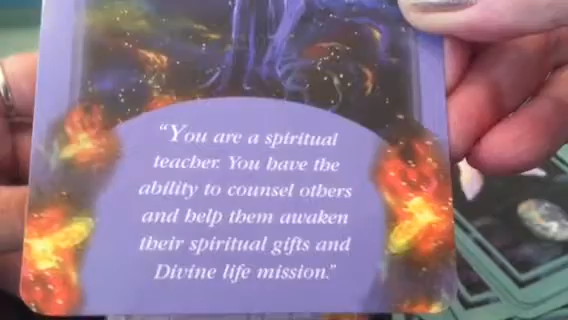 “You are a spiritual
teacher. You have the
ability to counsel others
and help them awaken
their spiritual gifts and
Divine life mission.”